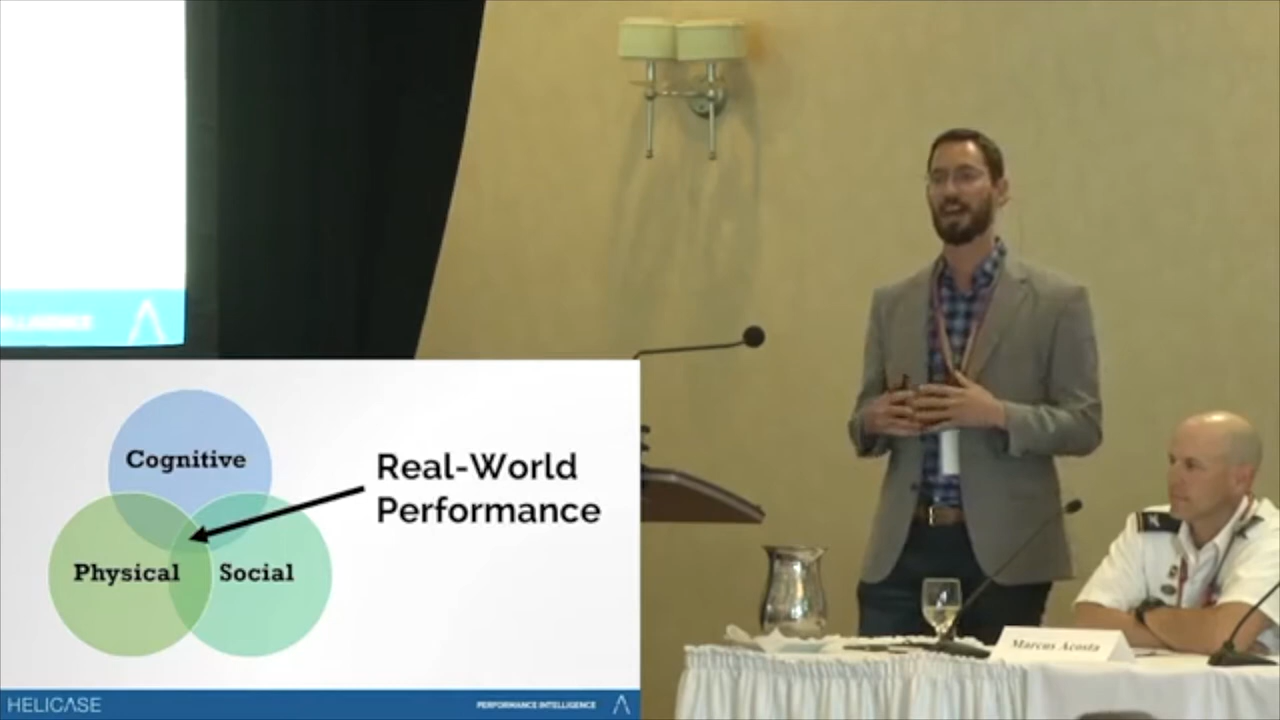 Cognitive
Physical
Social
Real-World
Performance
HELICASE
PERFORMANCE INTELLIGENCE
Marcus Acosta